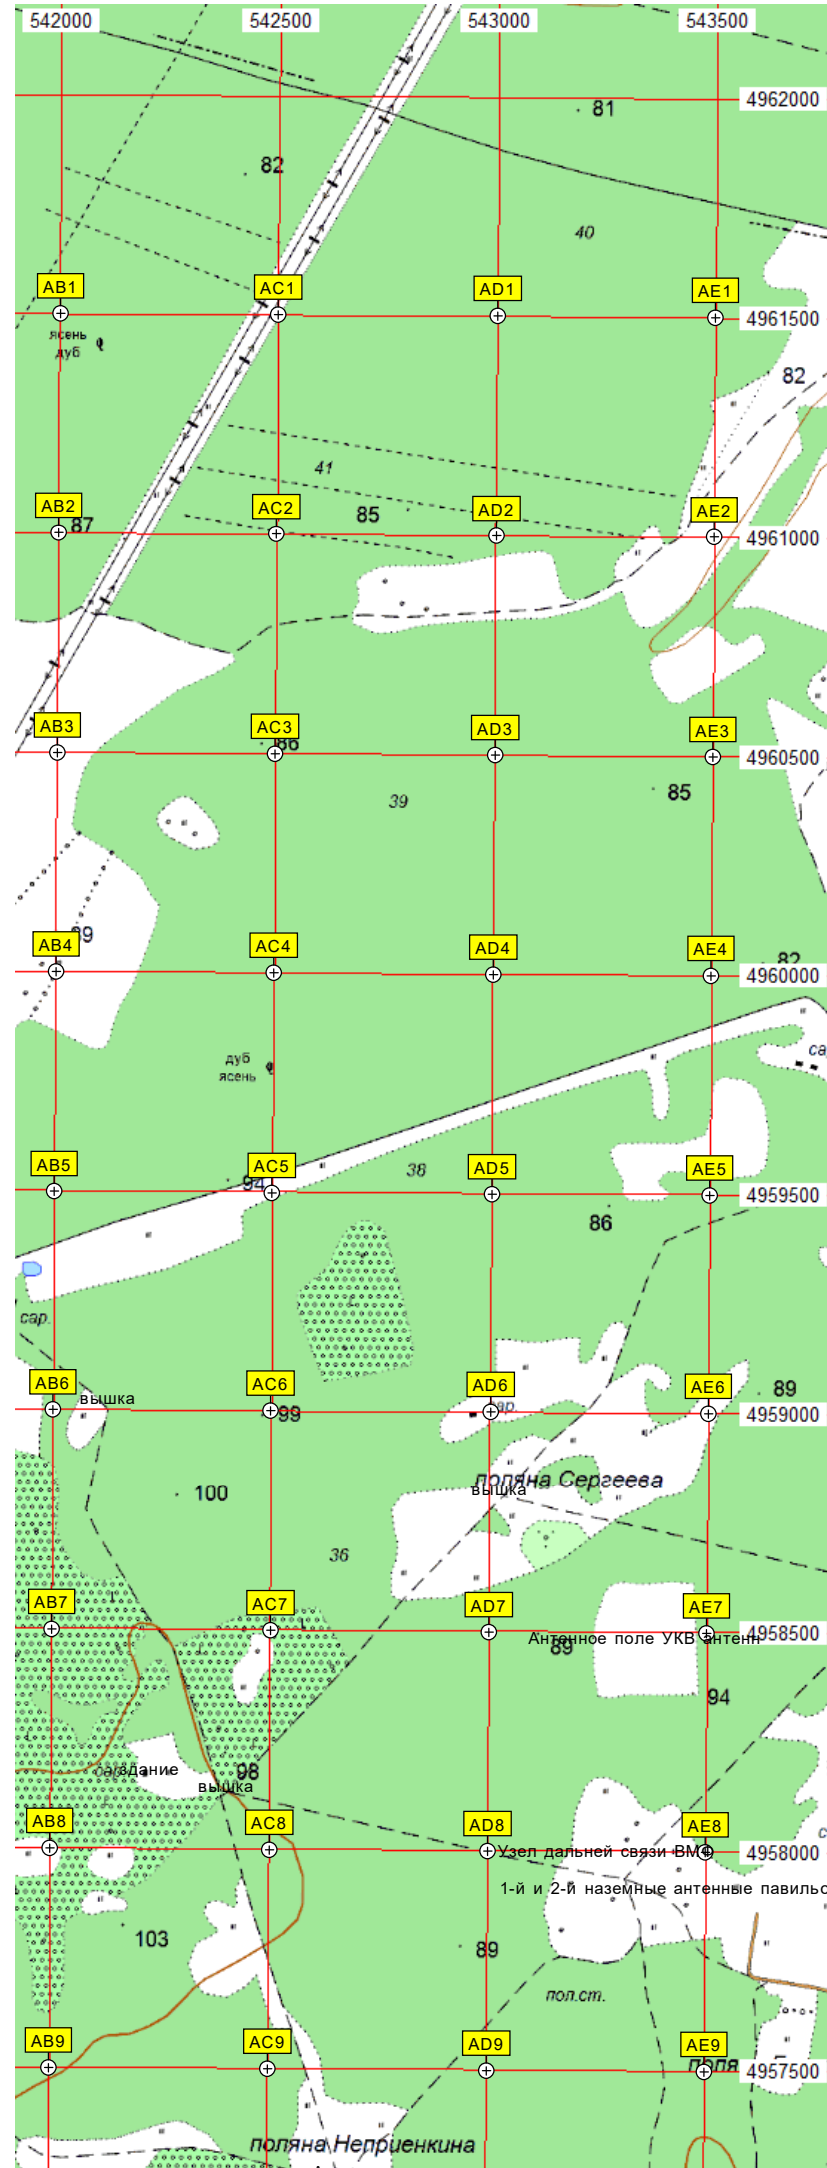 542000 542500 543000 543500
4962000
81
82
40
AB1 AC1 AD1 AE1
4961500
ясень
дуб
82
41
AB2 AC2 AD2 AE2
87 85
4961000
AB3 AC3 AD3 AE3
86
4960500
39
85
AB4 AC4 AD4 AE4
89
82
4960000
дуб
ясень
AB5 AC5 AD5 AE5
94 38
4959500
86
сар.
AB6 AC6 AD6 AE6
вышка 99 сар. 89
4959000
поляна Сергеева
вышка
100
36
AB7 AC7 AD7 AE7
4958500
Антенное поле УКВ антенн
89
94
сар. здание
98
вышка
AB8 AC8 AD8 AE8
Узел дальней связи ВМФ
4958000
1-й и 2-й наземные антенные
103
89
пол.ст.
AB9 AC9 AD9 AE9
4957500
поляна Неприенкина